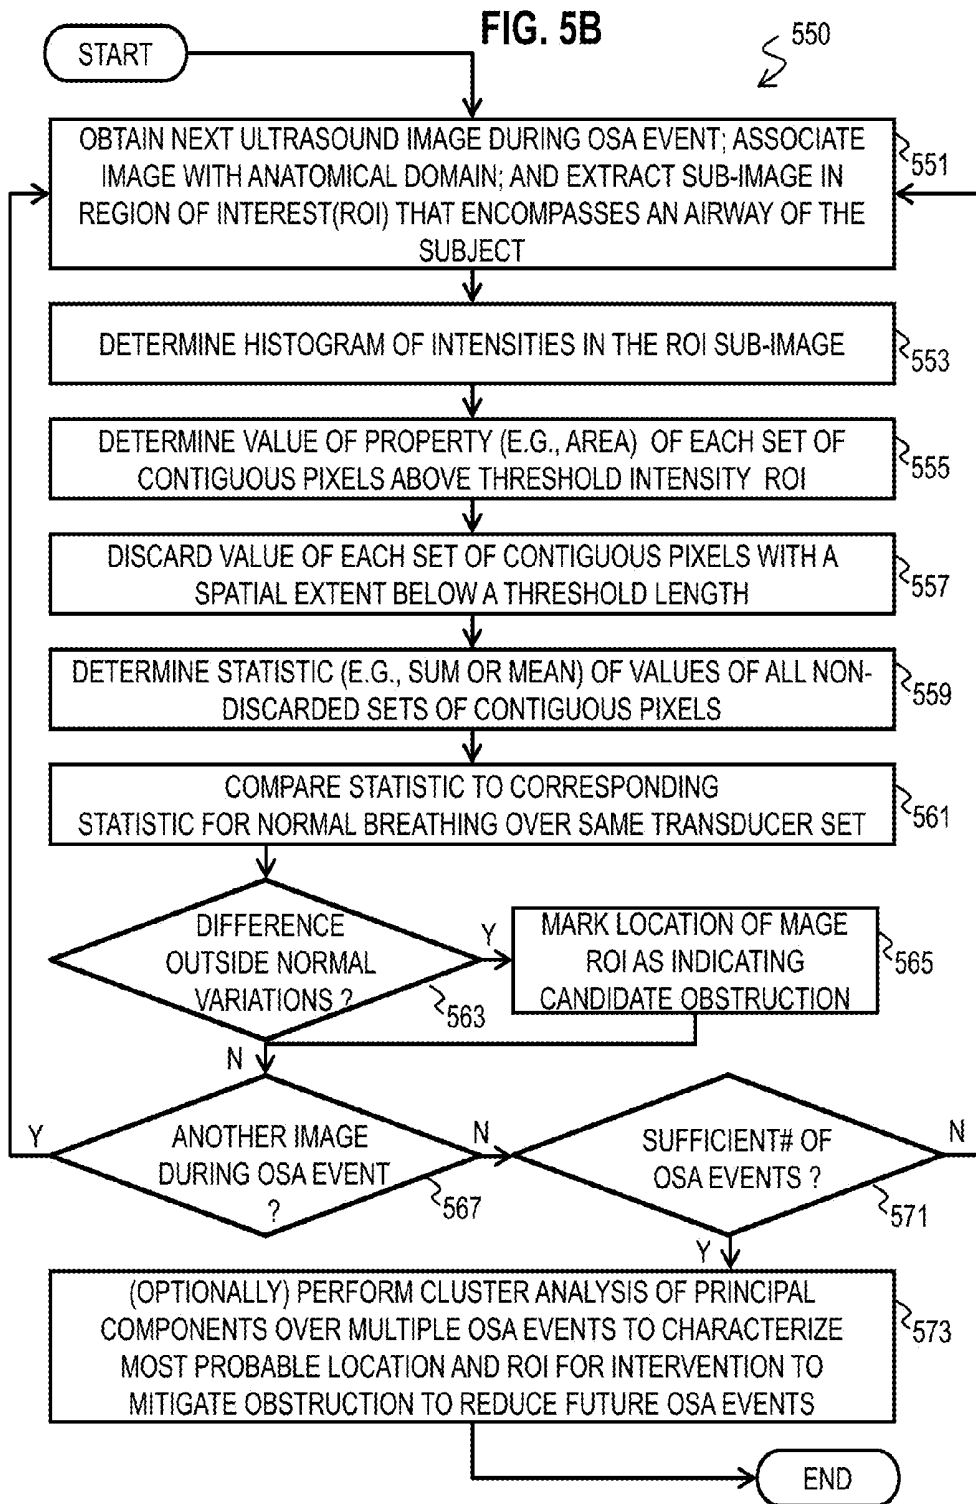 FIG. 5B
550
START
OBTAIN NEXT ULTRASOUND IMAGE DURING OSA EVENT; ASSOCIATE
IMAGE WITH ANATOMICAL DOMAIN; AND EXTRACT SUB-IMAGE IN
REGION OF INTEREST(ROI) THAT ENCOMPASSES AN AIRWAY OF THE
SUBJECT
551
DETERMINE HISTOGRAM OF INTENSITIES IN THE ROI SUB-IMAGE
553
DETERMINE VALUE OF PROPERTY (E.G., AREA) OF EACH SET OF
CONTIGUOUS PIXELS ABOVE THRESHOLD INTENSITY ROI
555
DISCARD VALUE OF EACH SET OF CONTIGUOUS PIXELS WITH A
SPATIAL EXTENT BELOW A THRESHOLD LENGTH
557
DETERMINE STATISTIC (E.G., SUM OR MEAN) OF VALUES OF ALL NON-
DISCARDED SETS OF CONTIGUOUS PIXELS
559
COMPARE STATISTIC TO CORRESPONDING
STATISTIC FOR NORMAL BREATHING OVER SAME TRANSDUCER SET
561
DIFFERENCE
OUTSIDE NORMAL
VARIATIONS ?
563
Y
MARK LOCATION OF MAGE
ROI AS INDICATING
CANDIDATE OBSTRUCTION
565
N
Y
ANOTHER IMAGE
DURING OSA EVENT
?
567
N
SUFFICIENT# OF
OSA EVENTS ?
571
N
Y
(OPTIONALLY) PERFORM CLUSTER ANALYSIS OF PRINCIPAL
COMPONENTS OVER MULTIPLE OSA EVENTS TO CHARACTERIZE
MOST PROBABLE LOCATION AND ROI FOR INTERVENTION TO
MITIGATE OBSTRUCTION TO REDUCE FUTURE OSA EVENTS
573
END